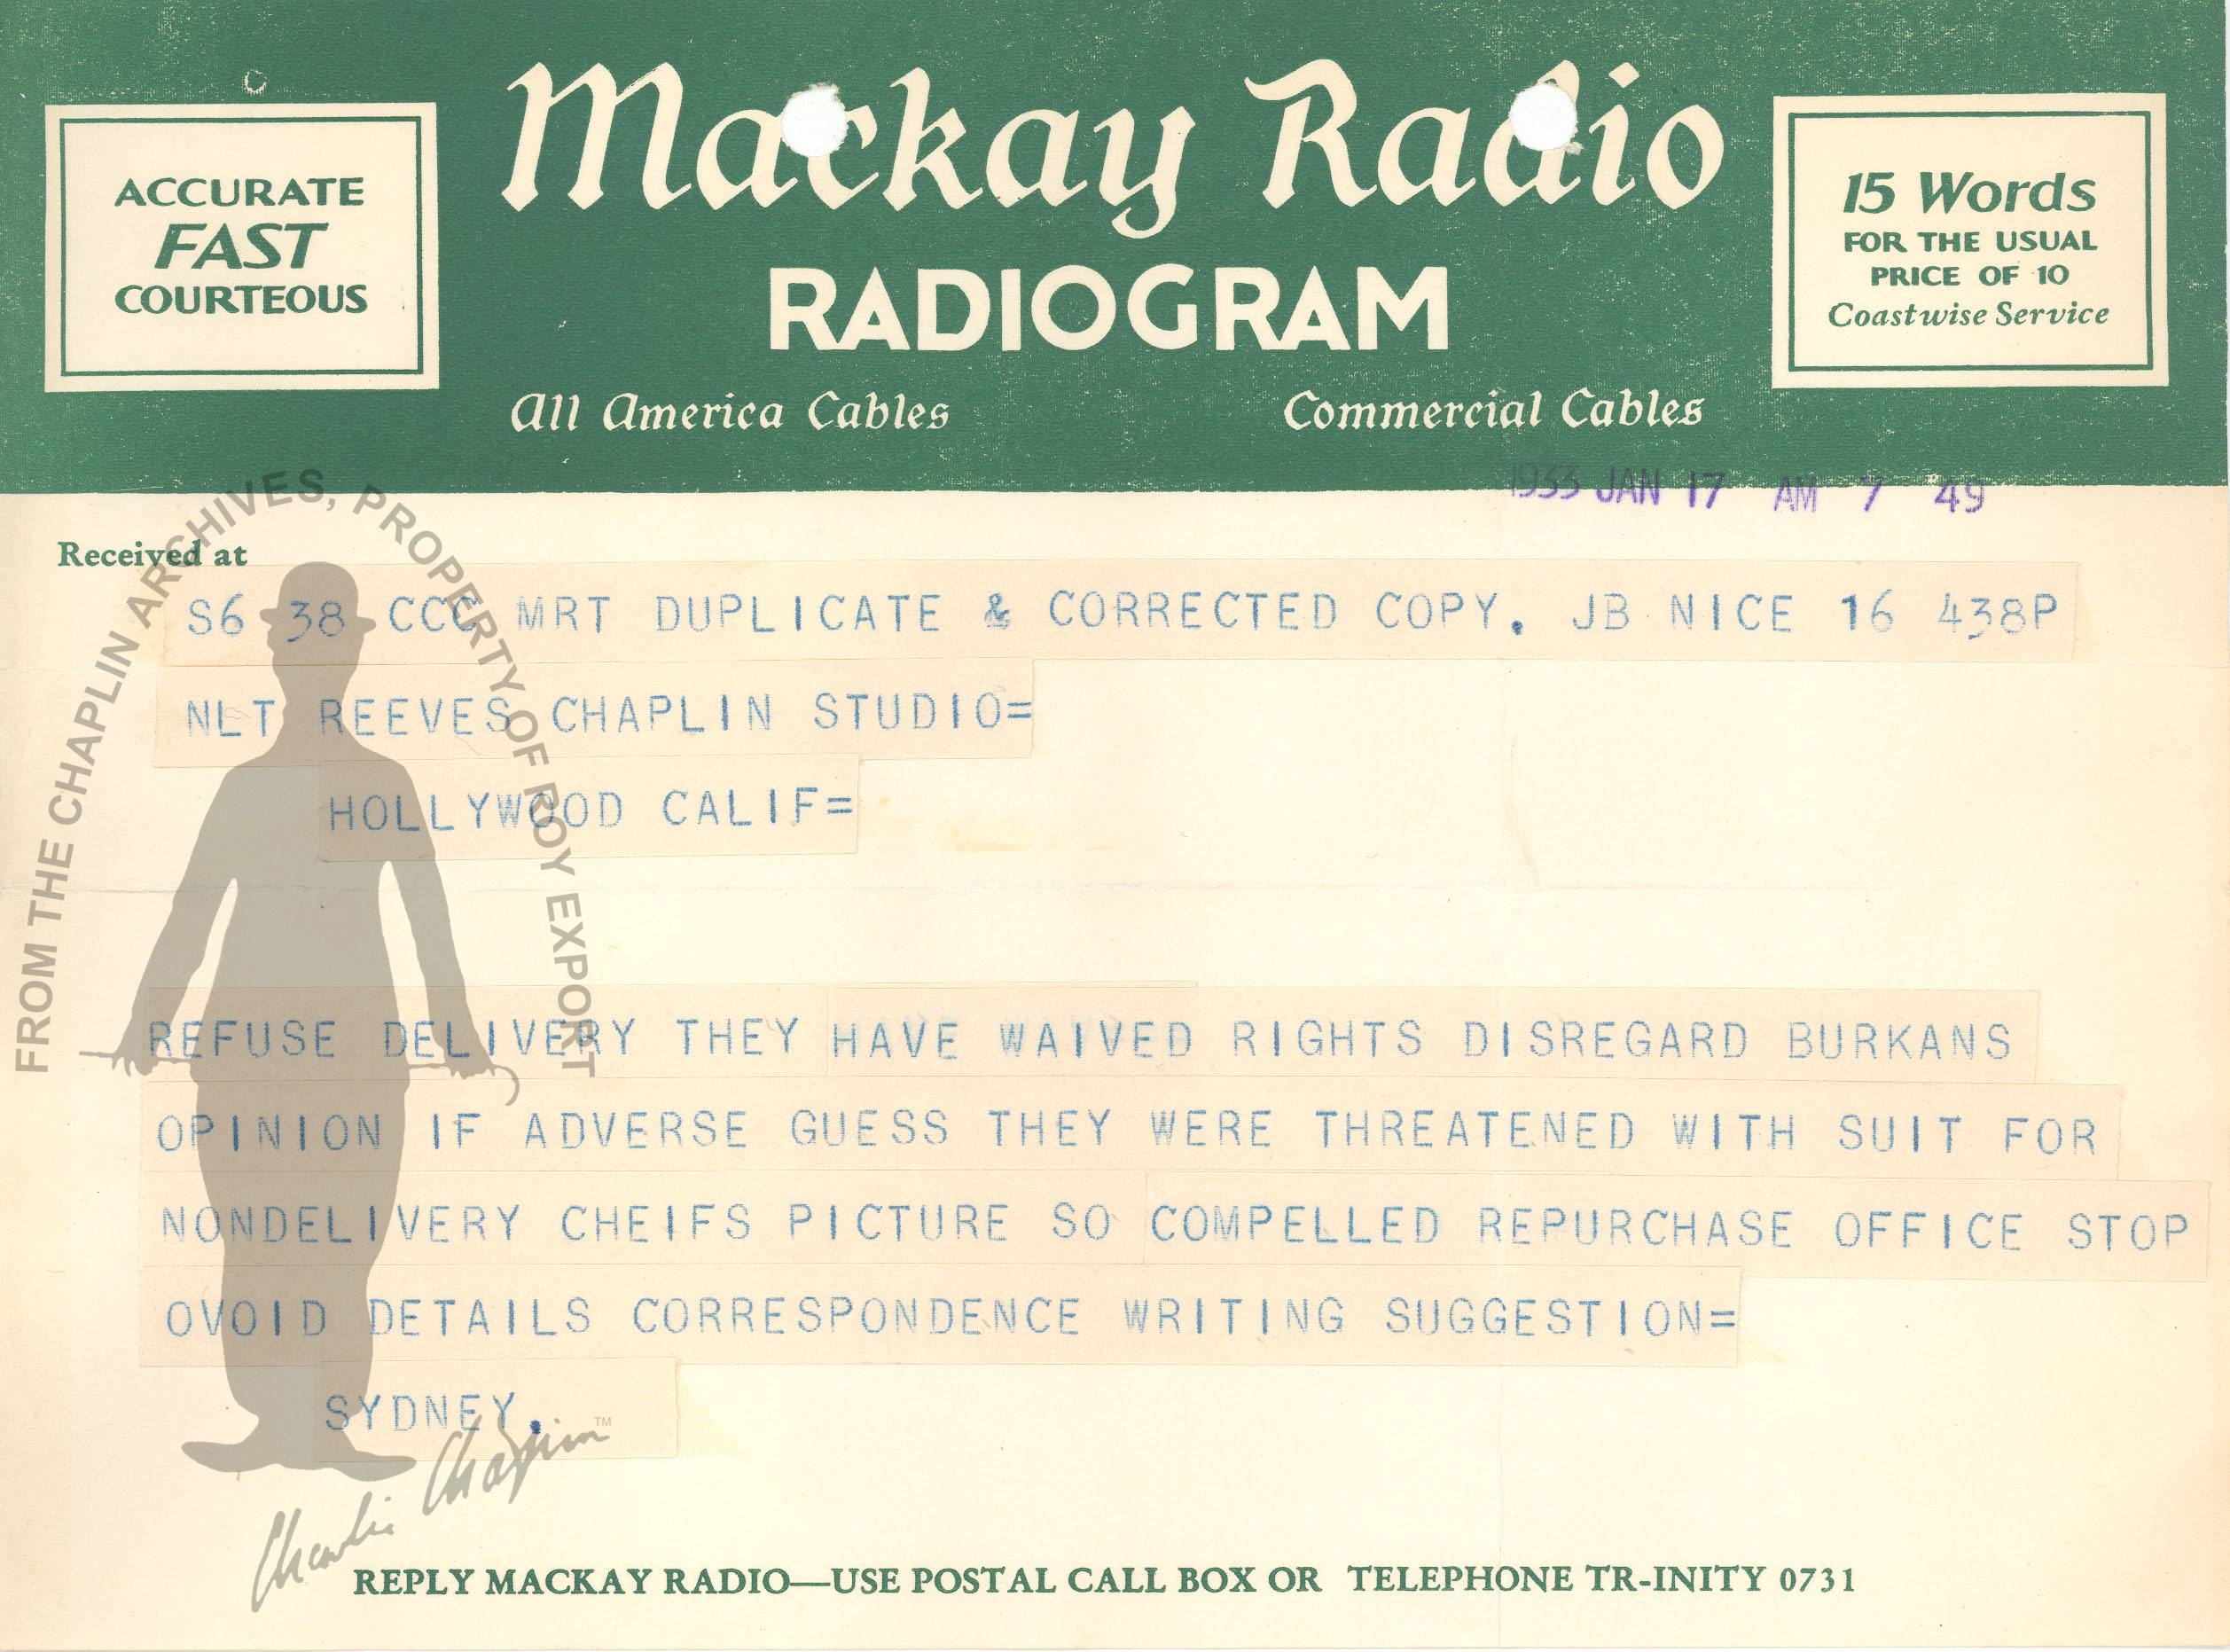 Mackay Radio
RADIOGRAM
All America Cables
Commercial Cables
ACCURATE
FAST
COURTEOUS
15 Words
FOR THE USUAL
PRICE OF 10
Coastwise Service
1933 JAN 17 AM 7 49
Received at
S6 38 CCC MRT DUPLICATE & CORRECTED COPY. JB NICE 16 438P
NLT REEVES CHAPLIN STUDIO=
HOLLYWOOD CALIF=
REFUSE DELIVERY THEY HAVE WAIVED RIGHTS DISREGARD BURKANS
OPINION IF ADVERSE GUESS THEY WERE THREATENED WITH SUIT FOR
NONDELIVERY CHEIFS PICTURE SO COMPELLED REPURCHASE OFFICE STOP
OVOID DETAILS CORRESPONDENCE WRITING SUGGESTION=
SYDNEY.
FROM THE CHAPLIN ARCHIVES, PROPERTY OF ROY EXPORT
Charlie Chaplin™
REPLY MACKAY RADIO—USE POSTAL CALL BOX OR TELEPHONE TR-INITY 0731